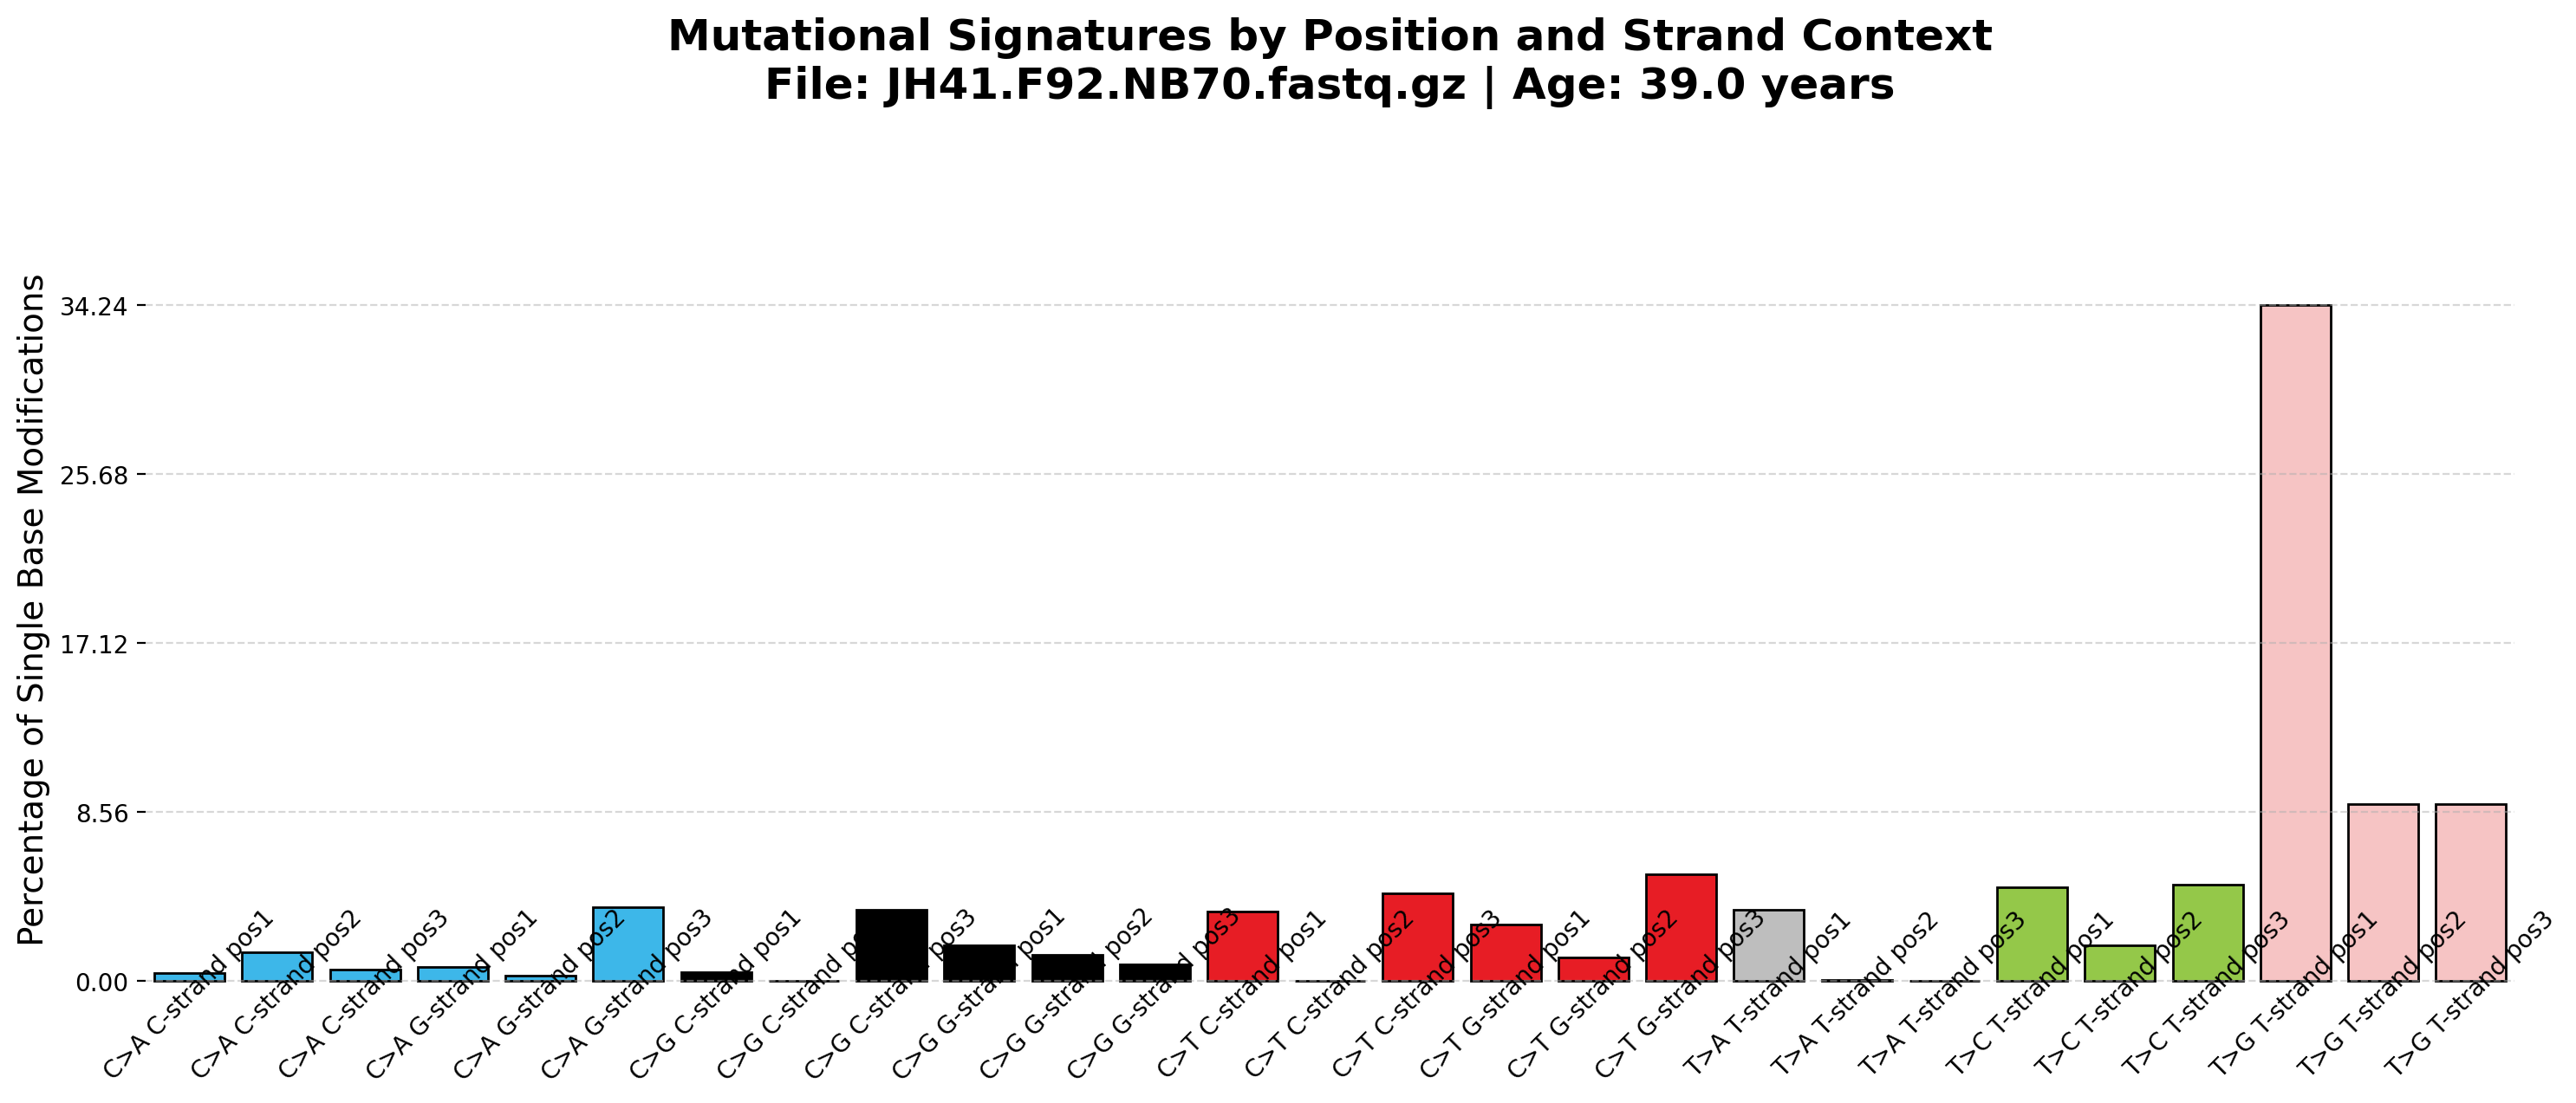 Mutational Signatures by Position and Strand Context
File: JH41.F92.NB70.fastq.gz | Age: 39.0 years
Percentage of Single Base Modifications
34.24
25.68
17.12
8.56
0.00
C>A C-strand pos1
C>A C-strand pos2
C>A C-strand pos3
C>A G-strand pos1
C>A G-strand pos2
C>A G-strand pos3
C>G C-strand pos1
C>G C-strand pos2
C>G C-strand pos3
C>G G-strand pos1
C>G G-strand pos2
C>G G-strand pos3
C>T C-strand pos1
C>T C-strand pos2
C>T C-strand pos3
C>T G-strand pos1
C>T G-strand pos2
C>T G-strand pos3
T>A T-strand pos1
T>A T-strand pos2
T>A T-strand pos3
T>C T-strand pos1
T>C T-strand pos2
T>C T-strand pos3
T>G T-strand pos1
T>G T-strand pos2
T>G T-strand pos3